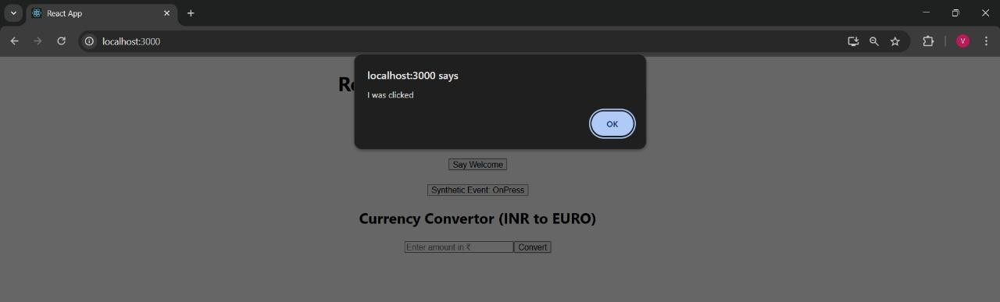 React App
localhost:3000
V
localhost:3000 says
I was clicked
OK
Say Welcome
Synthetic Event: OnPress
Currency Convertor (INR to EURO)
Enter amount in ₹ Convert